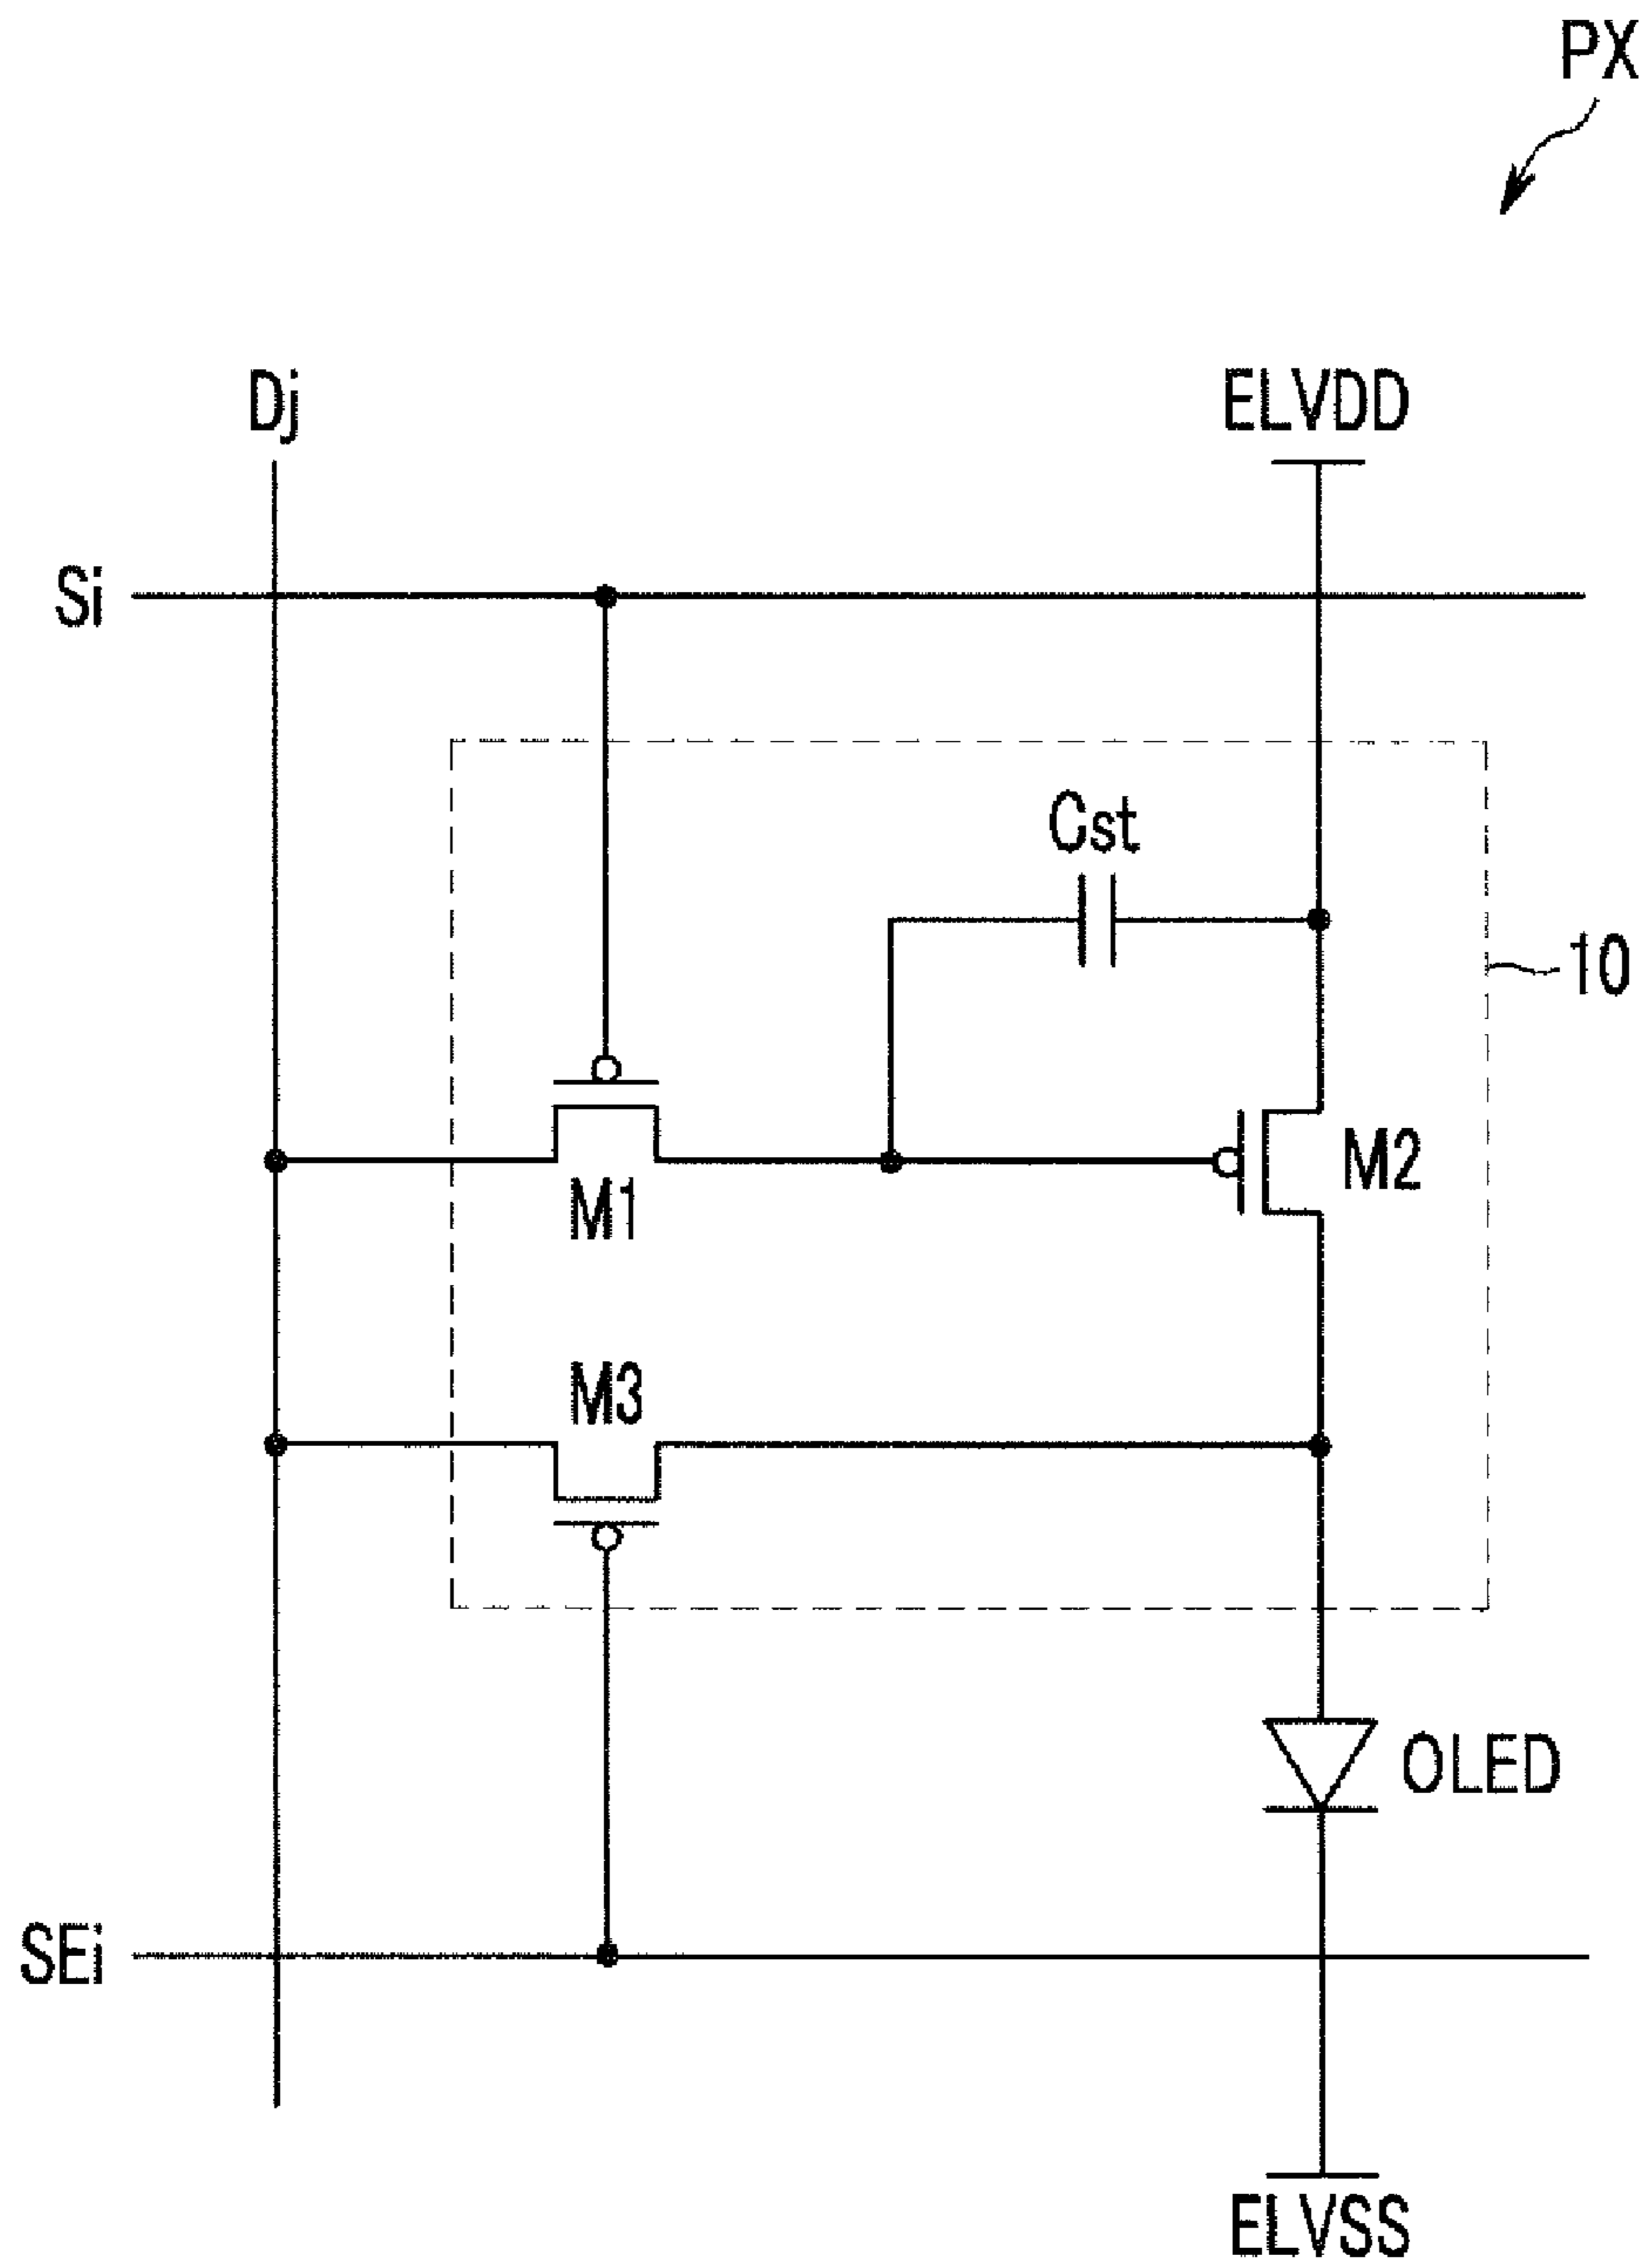 PX
Dj
ELVDD
Si
Cst
10
M1
M2
M3
OLED
SEi
ELVSS